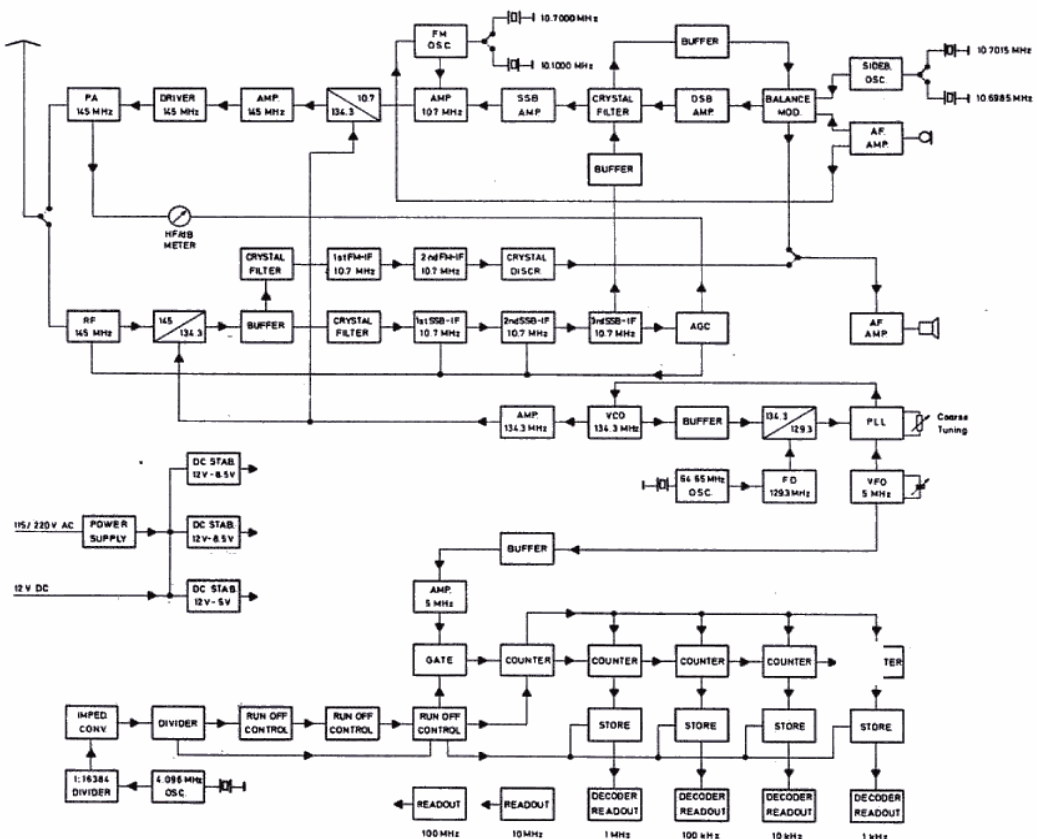 10.7000 MHz
FM
OSC
10.1000 MHz
BUFFER
SIDEB.
OSC.
10.7015 MHz
10.6985 MHz
PA
145 MHz
DRIVER
145 MHz
AMP.
145 MHz
10.7
134.3
AMP
10.7 MHz
SSB
AMP
CRYSTAL
FILTER
DSB
AMP.
BALANCE
MOD.
AF.
AMP.
BUFFER
HF/dB
METER
CRYSTAL
FILTER
1st FM-IF
10.7 MHz
2nd FM-IF
10.7 MHz
CRYSTAL
DISCR.
RF
145 MHz
145
134.3
BUFFER
CRYSTAL
FILTER
1st SSB-IF
10.7 MHz
2nd SSB-IF
10.7 MHz
3rd SSB-IF
10.7 MHz
AGC
AF
AMP.
AMP.
134.3 MHz
VCO
134.3 MHz
BUFFER
134.3
129.3
PLL
Coarse
Tuning
64.65 MHz
OSC.
FD
129.3 MHz
VFO
5 MHz
DC STAB.
12V-8.5V
115/220V AC
POWER
SUPPLY
DC STAB.
12V-8.5V
12V DC
DC STAB
12V-5V
BUFFER
AMP.
5 MHz
GATE
COUNTER
COUNTER
COUNTER
COUNTER
TER
IMPED.
CONV.
DIVIDER
RUN OFF
CONTROL
RUN OFF
CONTROL
RUN OFF
CONTROL
STORE
STORE
STORE
STORE
1:16384
DIVIDER
4.096 MHz
OSC.
READOUT
READOUT
DECODER
READOUT
DECODER
READOUT
DECODER
READOUT
DECODER
READOUT
100 MHz
10 MHz
1 MHz
100 kHz
10 kHz
1 kHz